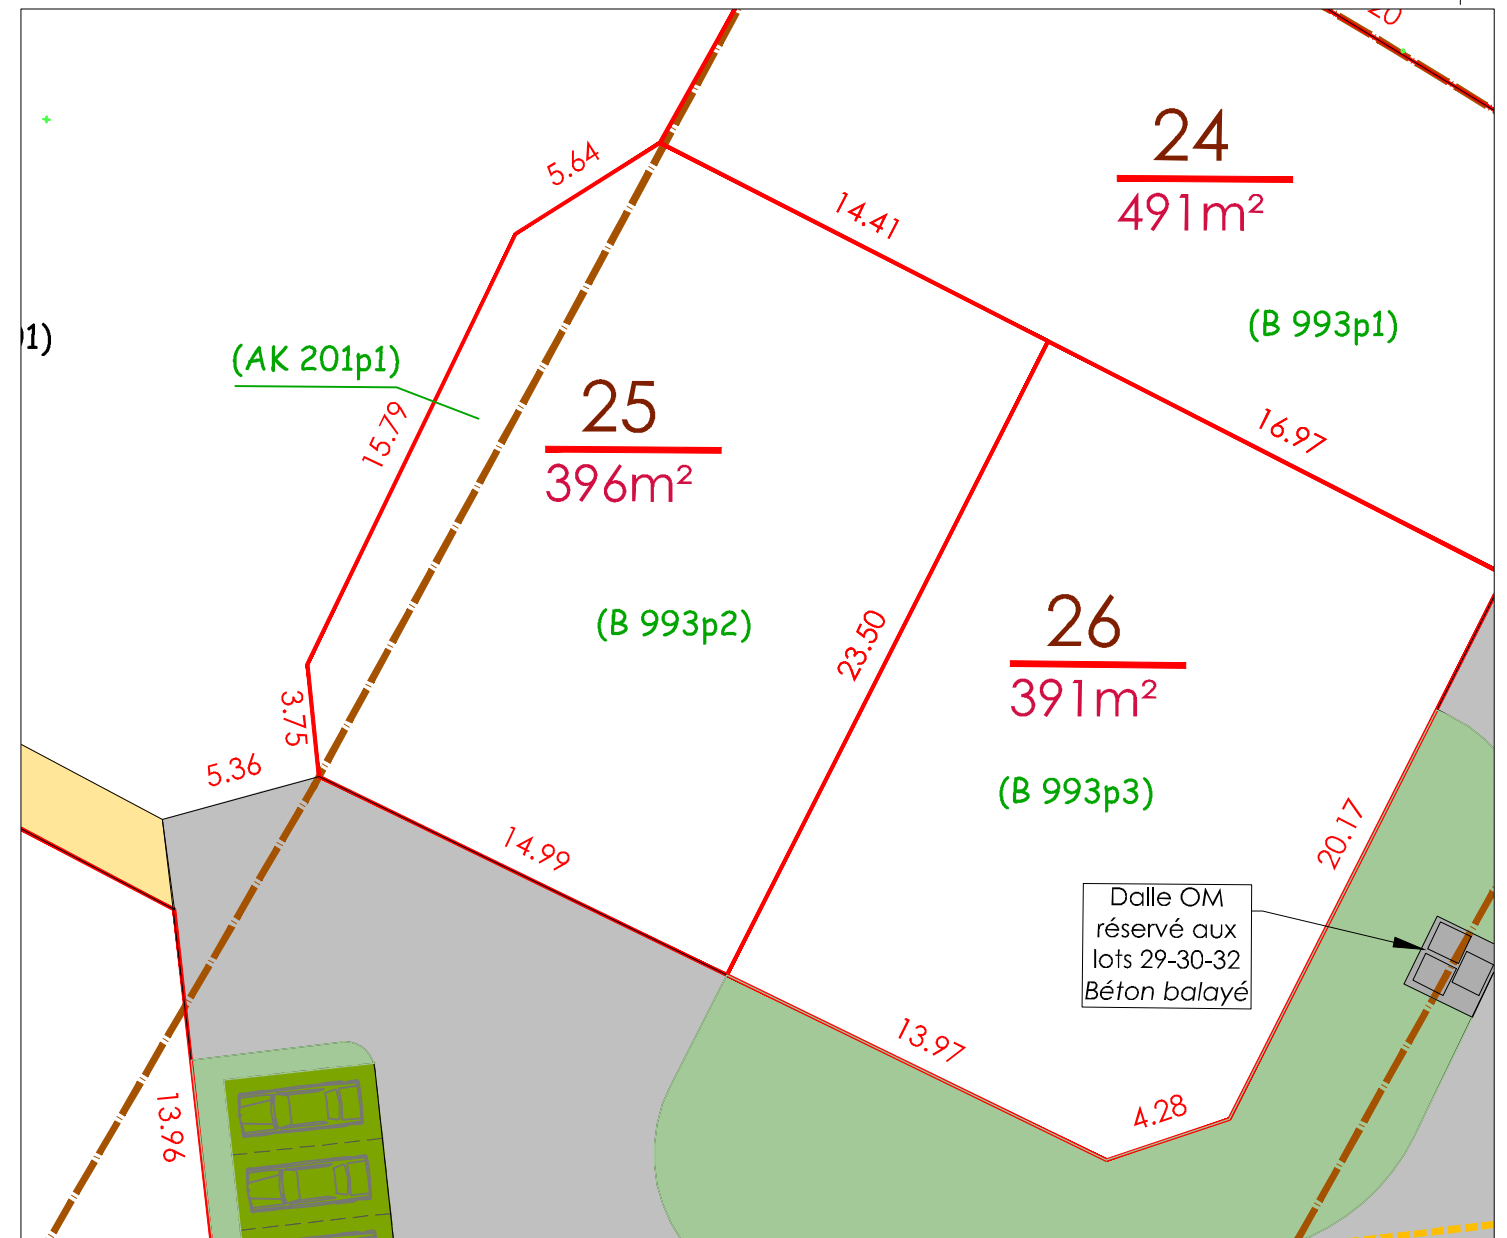 20
24
491m²
5.64
14.41
(B 993p1)
1)
(AK 201p1)
25
396m²
15.79
16.97
(B 993p2)
23.50
26
391m²
3.75
5.36
(B 993p3)
14.99
20.17
Dalle OM
réservé aux
lots 29-30-32
Béton balayé
13.97
4.28
13.96